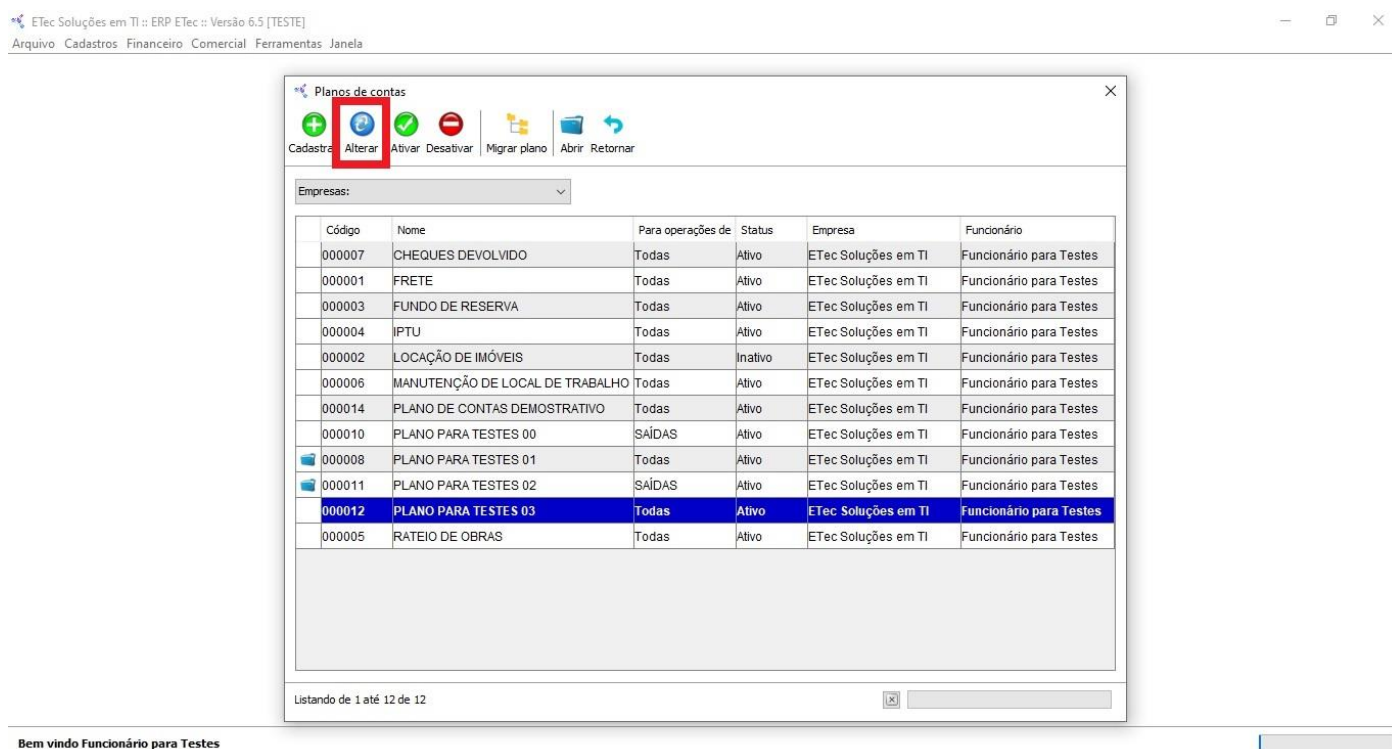 ETec Soluções em TI :: ERP ETec :: Versão 6.5 [TESTE]
Arquivo Cadastros Financeiro Comercial Ferramentas Janela
Planos de contas
Cadastra Alterar Ativar Desativar Migrar plano Abrir Retornar
Empresas:
Código Nome Para operações de Status Empresa Funcionário
000007 CHEQUES DEVOLVIDO Todas Ativo ETec Soluções em TI Funcionário para Testes
000001 FRETE Todas Ativo ETec Soluções em TI Funcionário para Testes
000003 FUNDO DE RESERVA Todas Ativo ETec Soluções em TI Funcionário para Testes
000004 IPTU Todas Ativo ETec Soluções em TI Funcionário para Testes
000002 LOCAÇÃO DE IMÓVEIS Todas Inativo ETec Soluções em TI Funcionário para Testes
000006 MANUTENÇÃO DE LOCAL DE TRABALHO Todas Ativo ETec Soluções em TI Funcionário para Testes
000014 PLANO DE CONTAS DEMOSTRATIVO Todas Ativo ETec Soluções em TI Funcionário para Testes
000010 PLANO PARA TESTES 00 SAÍDAS Ativo ETec Soluções em TI Funcionário para Testes
000008 PLANO PARA TESTES 01 Todas Ativo ETec Soluções em TI Funcionário para Testes
000011 PLANO PARA TESTES 02 SAÍDAS Ativo ETec Soluções em TI Funcionário para Testes
000012 PLANO PARA TESTES 03 Todas Ativo ETec Soluções em TI Funcionário para Testes
000005 RATEIO DE OBRAS Todas Ativo ETec Soluções em TI Funcionário para Testes
Listando de 1 até 12 de 12
Bem vindo Funcionário para Testes